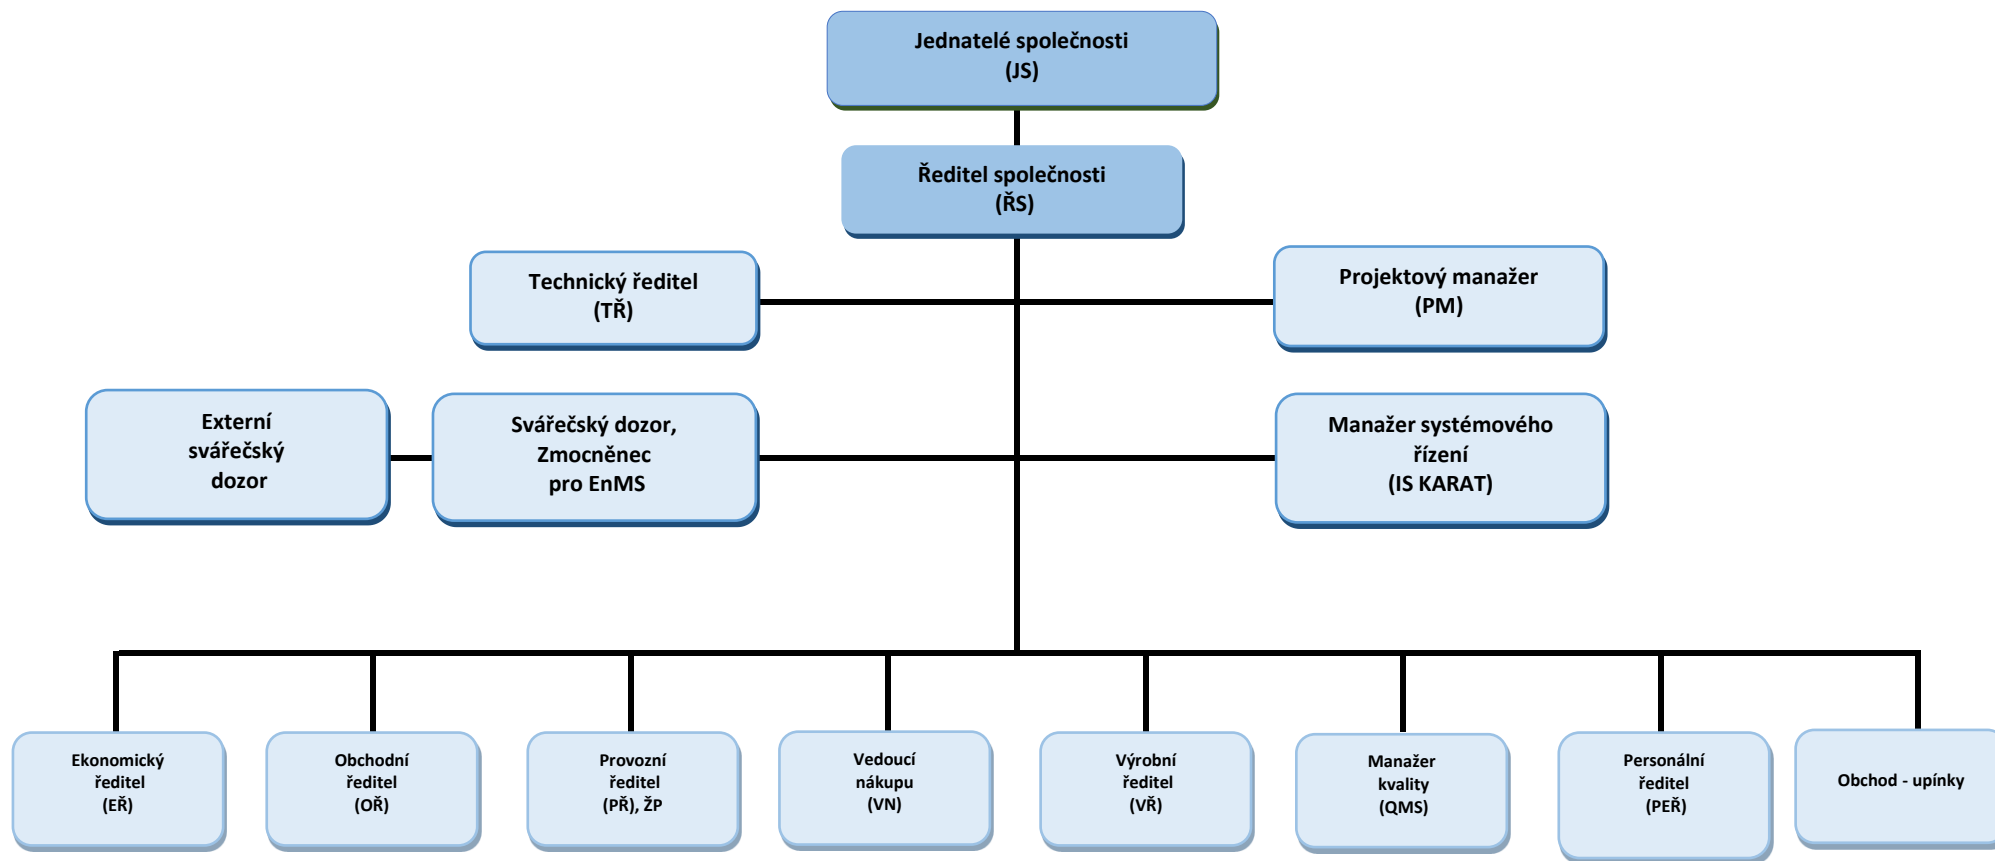 Jednatelé společnosti
(JS)
Ředitel společnosti
(ŘS)
Technický ředitel
(TŘ)
Projektový manažer
(PM)
Externí
svářečský
dozor
Svářečský dozor,
Zmocněnec
pro EnMS
Manažer systémového
řízení
(IS KARAT)
Ekonomický
ředitel
(EŘ)
Obchodní
ředitel
(OŘ)
Provozní
ředitel
(PŘ), ŽP
Vedoucí
nákupu
(VN)
Výrobní
ředitel
(VŘ)
Manažer
kvality
(QMS)
Personální
ředitel
(PEŘ)
Obchod - upínky